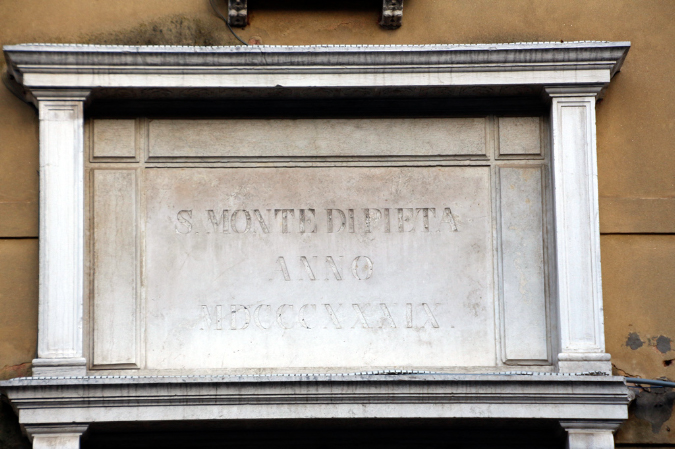 S. MONTE DI PIETA
ANNO
MDCCCXXXIX.